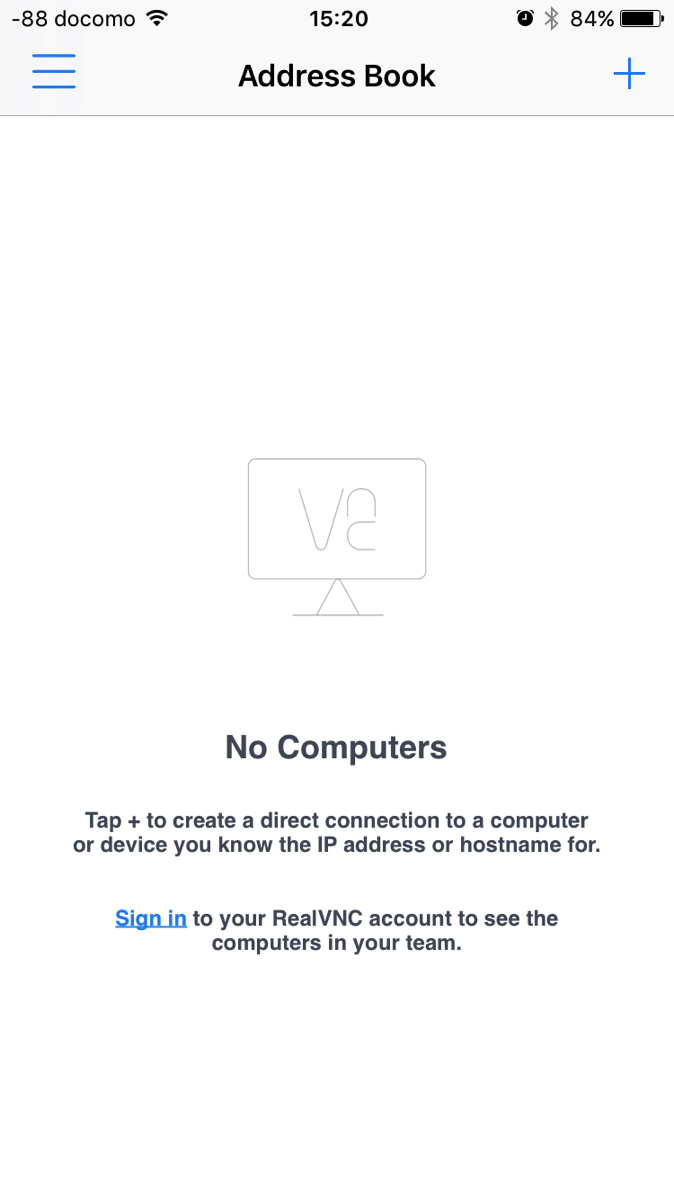 -88 docomo 15:20 84%
Address Book
No Computers
Tap + to create a direct connection to a computer
or device you know the IP address or hostname for.
Sign in to your RealVNC account to see the
computers in your team.